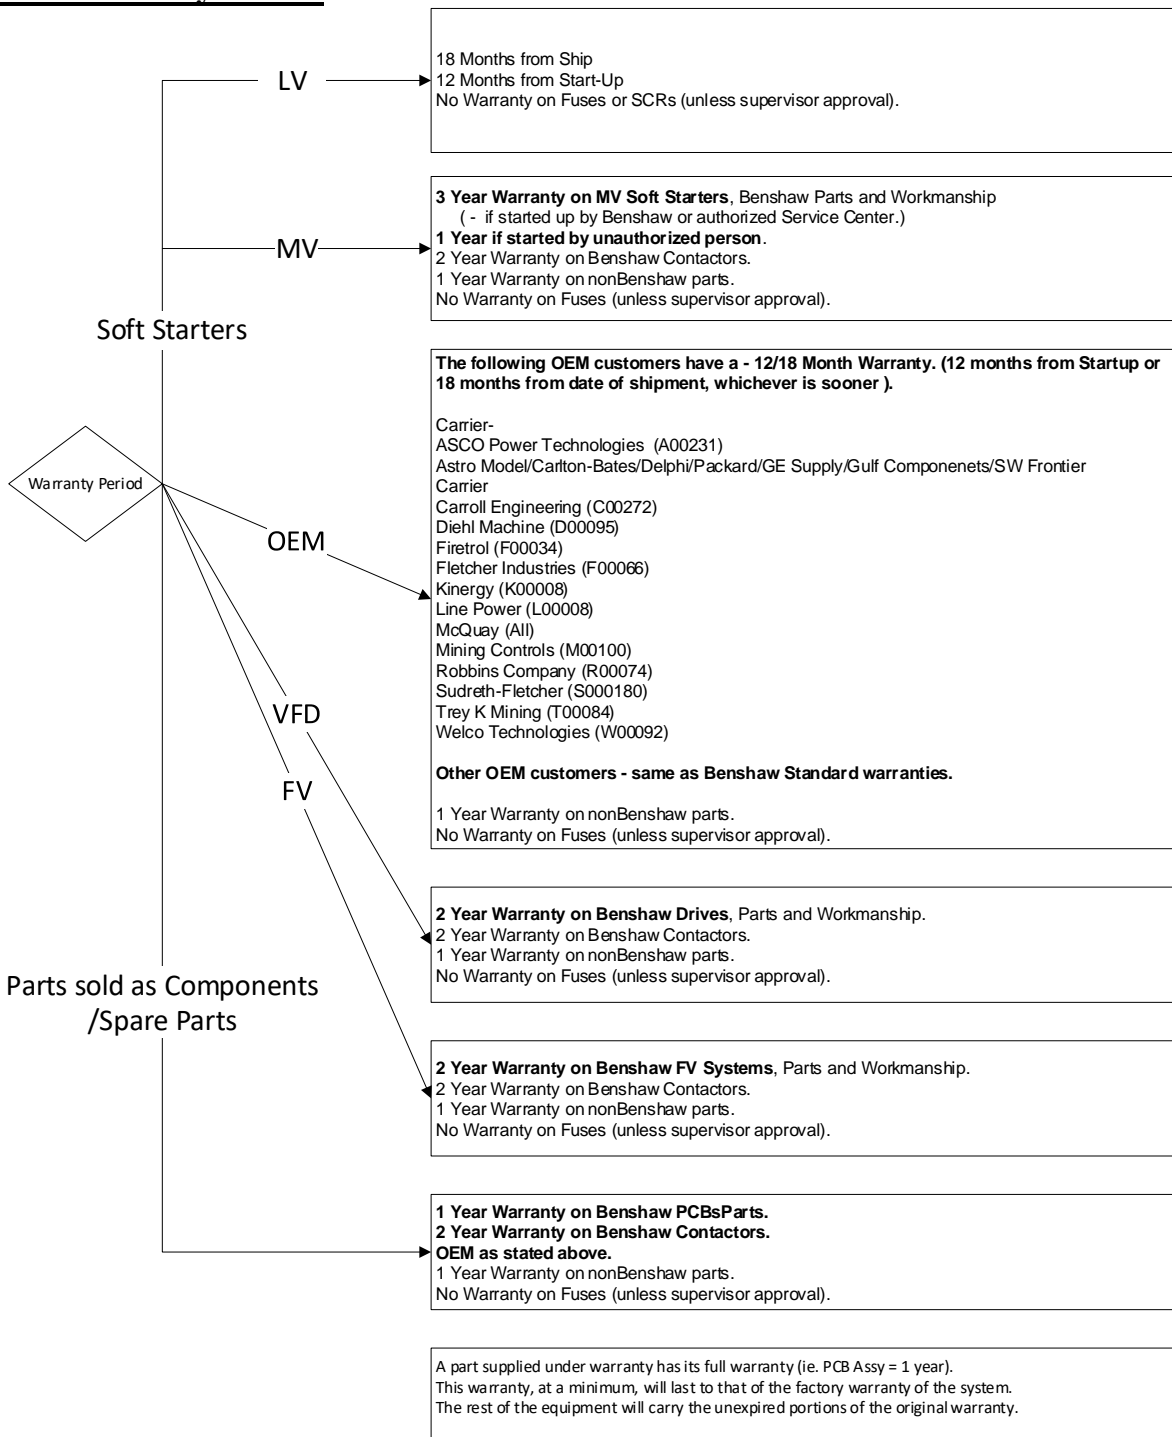 LV
18 Months from Ship
12 Months from Start-Up
No Warranty on Fuses or SCRs (unless supervisor approval).
MV
3 Year Warranty on MV Soft Starters, Benshaw Parts and Workmanship
( - if started up by Benshaw or authorized Service Center.)
1 Year if started by unauthorized person.
2 Year Warranty on Benshaw Contactors.
1 Year Warranty on nonBenshaw parts.
No Warranty on Fuses (unless supervisor approval).
Soft Starters
Warranty Period
OEM
The following OEM customers have a - 12/18 Month Warranty. (12 months from Startup or
18 months from date of shipment, whichever is sooner ).
Carrier-
ASCO Power Technologies (A00231)
Astro Model/Carlton-Bates/Delphi/Packard/GE Supply/Gulf Componenets/SW Frontier
Carrier
Carroll Engineering (C00272)
Diehl Machine (D00095)
Firetrol (F00034)
Fletcher Industries (F00066)
Kinergy (K00008)
Line Power (L00008)
McQuay (All)
Mining Controls (M00100)
Robbins Company (R00074)
Sudreth-Fletcher (S000180)
Trey K Mining (T00084)
Welco Technologies (W00092)
Other OEM customers - same as Benshaw Standard warranties.
1 Year Warranty on nonBenshaw parts.
No Warranty on Fuses (unless supervisor approval).
VFD
2 Year Warranty on Benshaw Drives, Parts and Workmanship.
2 Year Warranty on Benshaw Contactors.
1 Year Warranty on nonBenshaw parts.
No Warranty on Fuses (unless supervisor approval).
FV
2 Year Warranty on Benshaw FV Systems, Parts and Workmanship.
2 Year Warranty on Benshaw Contactors.
1 Year Warranty on nonBenshaw parts.
No Warranty on Fuses (unless supervisor approval).
Parts sold as Components
/Spare Parts
1 Year Warranty on Benshaw PCBsParts.
2 Year Warranty on Benshaw Contactors.
OEM as stated above.
1 Year Warranty on nonBenshaw parts.
No Warranty on Fuses (unless supervisor approval).
A part supplied under warranty has its full warranty (ie. PCB Assy = 1 year).
This warranty, at a minimum, will last to that of the factory warranty of the system.
The rest of the equipment will carry the unexpired portions of the original warranty.